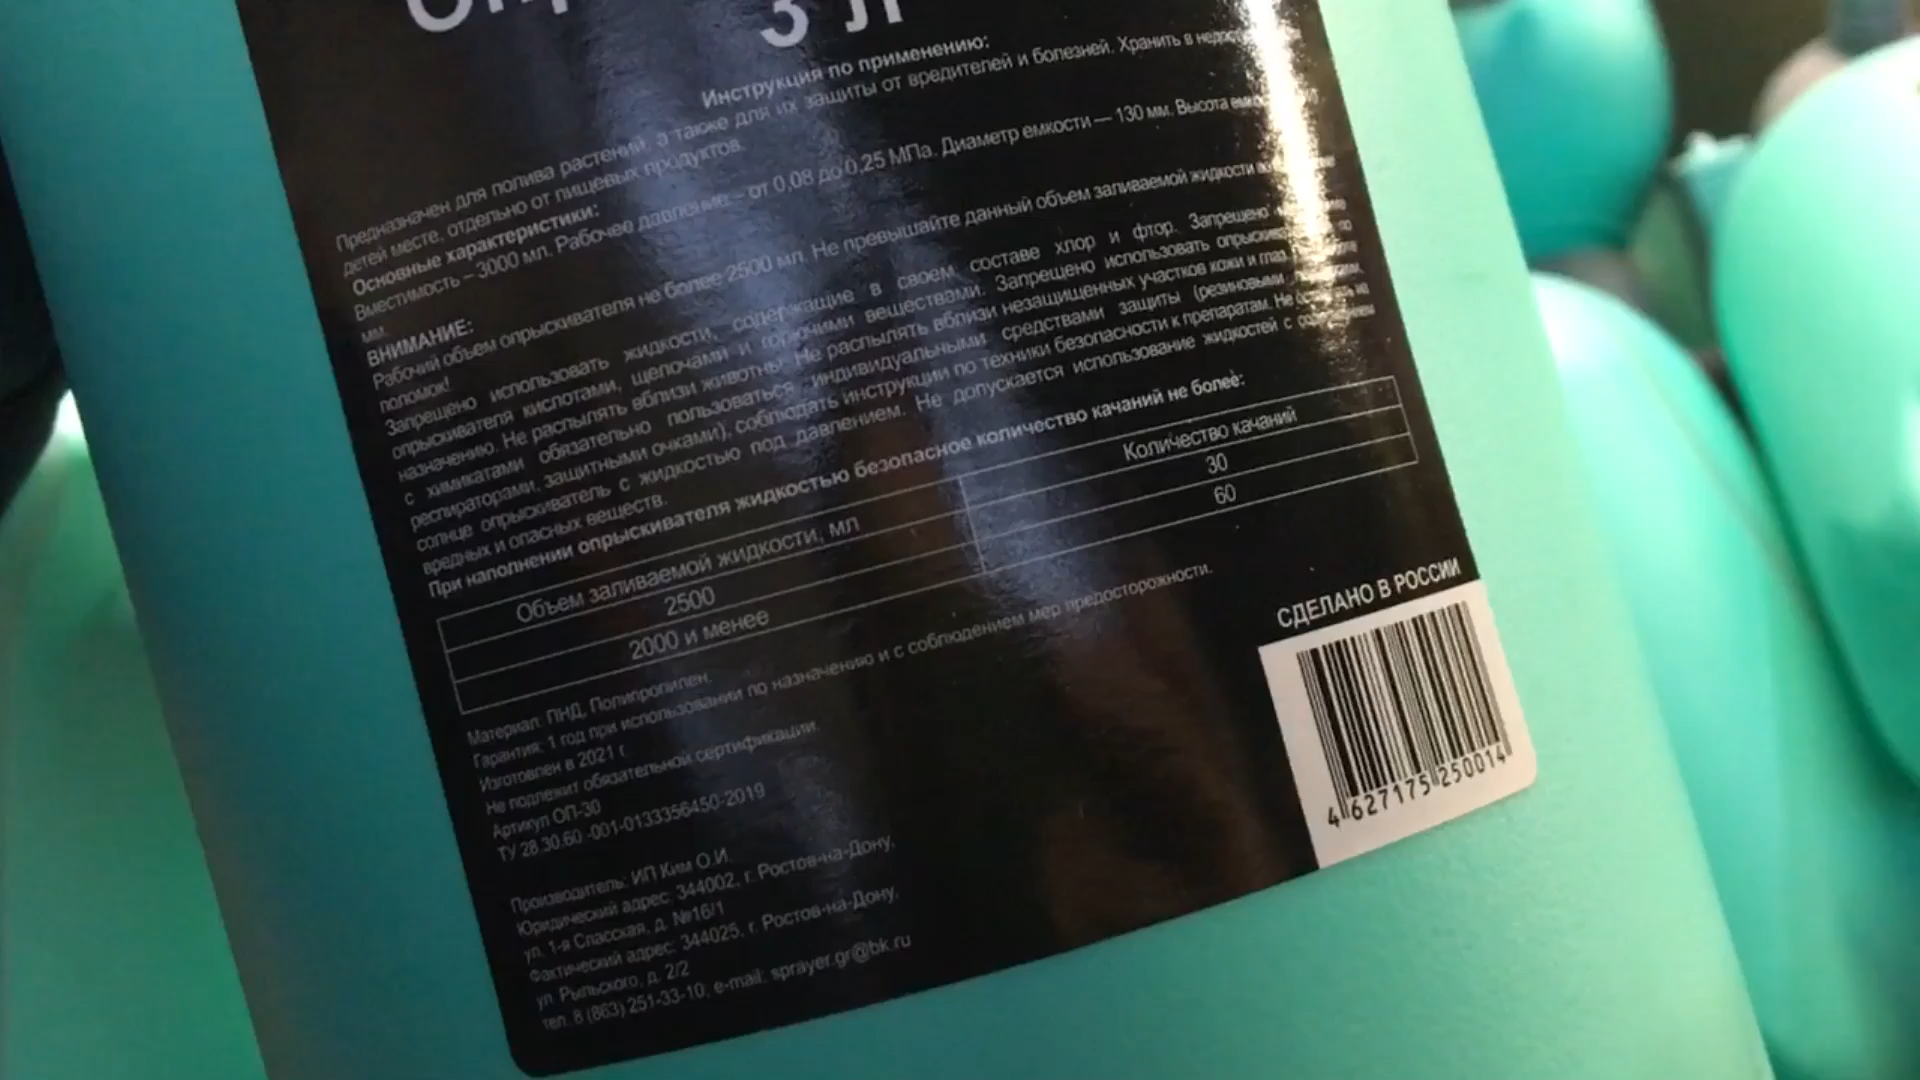 3 л
Инструкция по применению:
Предназначен для полива растений, а также для их защиты от вредителей и болезней. Хранить в
детей месте, отдельно от пищевых продуктов.
Основные характеристики:
Вместимость – 3000 мл. Рабочее давление – от 0,08 до 0,25 МПа. Диаметр емкости — 130 мм. Высота
мм.
ВНИМАНИЕ:
Рабочий объем опрыскивателя не более 2500 мл. Не превышайте данный объем заливаемой жидкости
поломок!
Запрещено использовать жидкости, содержащие в своем составе хлор и фтор. Запрещено
опрыскивателя кислотами, щелочами и горючими веществами. Запрещено использовать по
назначению. Не распылять вблизи животных. Не распылять вблизи незащищенных участков кожи и глаз.
с химикатами обязательно пользоваться индивидуальными средствами защиты (резиновыми
респираторами, защитными очками), соблюдать инструкции по техники безопасности к препаратам. Не на
солнце опрыскиватель с жидкостью под давлением. Не допускается использование жидкостей с
вредных и опасных веществ.
При наполнении опрыскивателя жидкостью безопасное количество качаний не более:
Объем заливаемой жидкости, мл Количество качаний
2500 30
2000 и менее 60
Материал: ПНД, Полипропилен.
Гарантия: 1 год при использовании по назначению и с соблюдением мер предосторожности.
Изготовлен в 2021 г.
Не подлежит обязательной сертификации.
Артикул ОП-30
ТУ 28.30.60 -001-0133356450-2019
СДЕЛАНО В РОССИИ
4 627175 250014
Производитель: ИП Ким О.И.
Юридический адрес: 344002, г. Ростов-на-Дону,
ул. 1-я Спасская, д. №16/1
Фактический адрес: 344025, г. Ростов-на-Дону,
ул. Рыльского, д. 2/2
тел. 8 (863) 251-33-10, e-mail: sprayer.gr@bk.ru